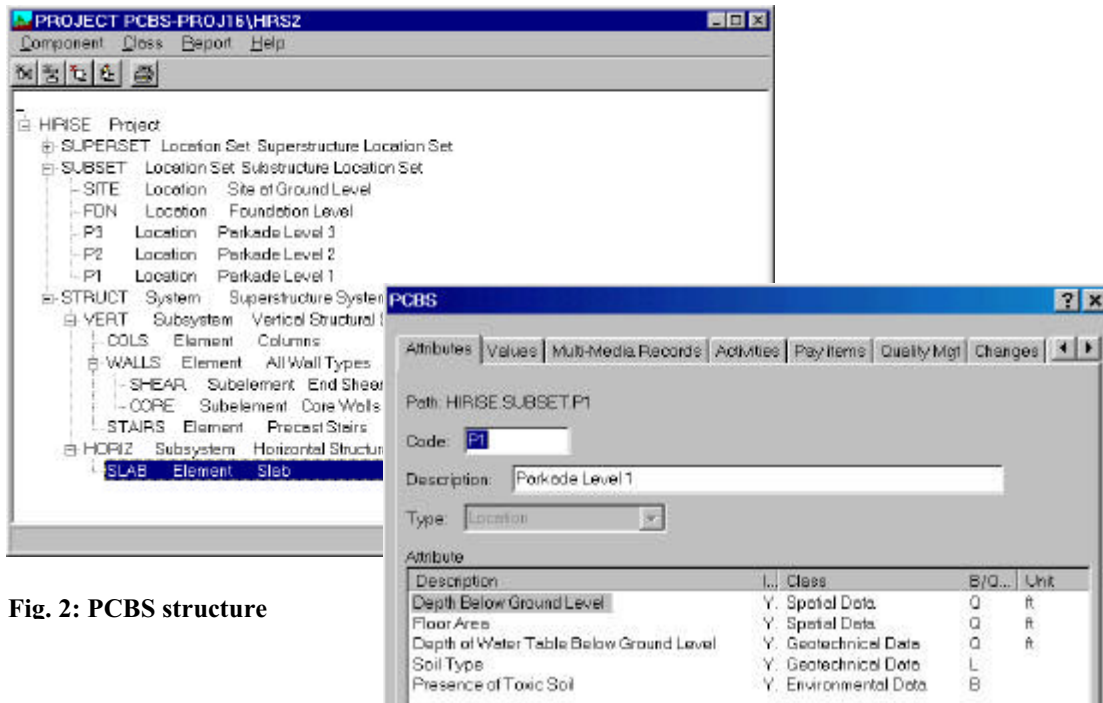 PROJECT PCBS-PROJ16\HRS2
Component Class Report Help
HIRISE Project
SUPERSET Location Set Superstructure Location Set
SUBSET Location Set Substructure Location Set
SITE Location Site at Ground Level
FDN Location Foundation Level
P3 Location Parkade Level 3
P2 Location Parkade Level 2
P1 Location Parkade Level 1
STRUCT System Superstructure System
VERT Subsystem Vertical Structural
COLS Element Columns
WALLS Element All Wall Types
SHEAR Subelement End Shear
CORE Subelement Core Walls
STAIRS Element Precast Stairs
HORIZ Subsystem Horizontal Structur
SLAB Element Slab
PCBS
Attributes Values Multi-Media Records Activities Pay items Quality Mgt Changes
Path: HIRISE.SUBSET.P1
Code: P1
Description: Parkade Level 1
Type: Location
Attribute
Description I... Class B/Q... Unit
Depth Below Ground Level Y. Spatial Data Q ft
Floor Area Y. Spatial Data Q ft
Depth of Water Table Below Ground Level Y. Geotechnical Data Q ft
Soil Type Y. Geotechnical Data L
Presence of Toxic Soil Y. Environmental Data B
Fig. 2: PCBS structure